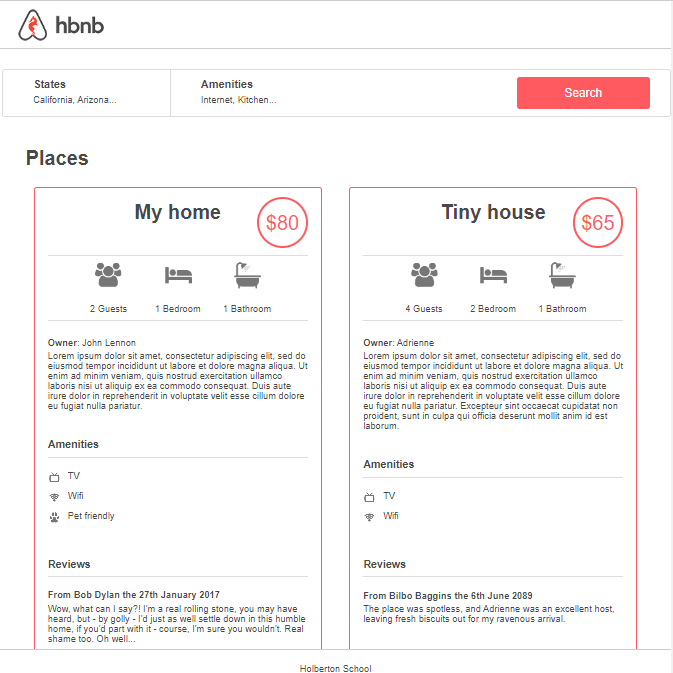 hbnb
States
California, Arizona...
Amenities
Internet, Kitchen...
Search
Places
My home
$80
2 Guests
1 Bedroom
1 Bathroom
Owner: John Lennon
Lorem ipsum dolor sit amet, consectetur adipiscing elit, sed do
eiusmod tempor incididunt ut labore et dolore magna aliqua. Ut
enim ad minim veniam, quis nostrud exercitation ullamco
laboris nisi ut aliquip ex ea commodo consequat. Duis aute
irure dolor in reprehenderit in voluptate velit esse cillum dolore
eu fugiat nulla pariatur.
Amenities
TV
Wifi
Pet friendly
Reviews
From Bob Dylan the 27th January 2017
Wow, what can I say?! I'm a real rolling stone, you may have
heard, but - by golly - I'd just as well settle down in this humble
home, if you'd part with it - course, I'm sure you wouldn't. Real
shame too. Oh well...
Tiny house
$65
4 Guests
2 Bedroom
1 Bathroom
Owner: Adrienne
Lorem ipsum dolor sit amet, consectetur adipiscing elit, sed do
eiusmod tempor incididunt ut labore et dolore magna aliqua. Ut
enim ad minim veniam, quis nostrud exercitation ullamco
laboris nisi ut aliquip ex ea commodo consequat. Duis aute
irure dolor in reprehenderit in voluptate velit esse cillum dolore
eu fugiat nulla pariatur. Excepteur sint occaecat cupidatat non
proident, sunt in culpa qui officia deserunt mollit anim id est
laborum.
Amenities
TV
Wifi
Reviews
From Bilbo Baggins the 6th June 2089
The place was spotless, and Adrienne was an excellent host,
leaving fresh biscuits out for my ravenous arrival.
Holberton School